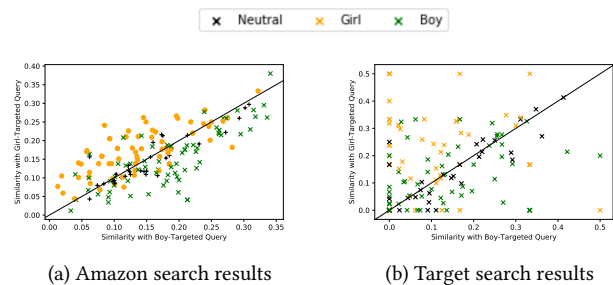 Neutral Girl Boy
Similarity with Girl-Targeted Query
0.40
0.35
0.30
0.25
0.20
0.15
0.10
0.05
0.00
0.00 0.05 0.10 0.15 0.20 0.25 0.30 0.35
Similarity with Boy-Targeted Query
(a) Amazon search results
Similarity with Girl-Targeted Query
0.5
0.4
0.3
0.2
0.1
0.0
0.0 0.1 0.2 0.3 0.4 0.5
Similarity with Boy-Targeted Query
(b) Target search results